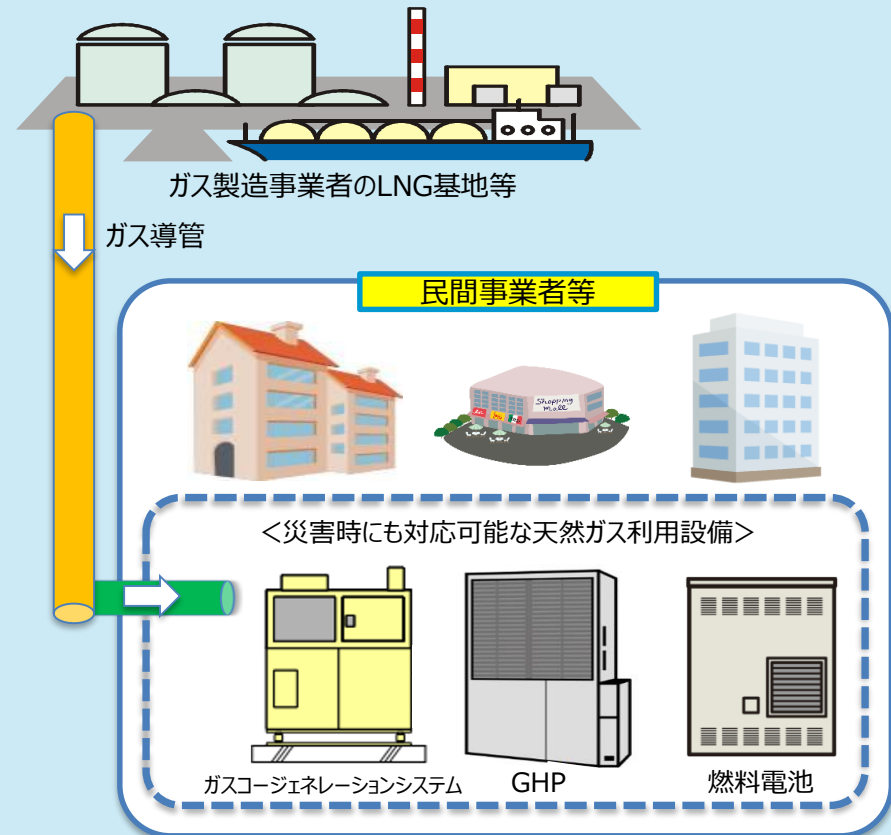 ガス製造事業者のLNG基地等
ガス導管
民間事業者等
Shopping
Mall
＜災害時にも対応可能な天然ガス利用設備＞
ガスコージェネレーションシステム
GHP
燃料電池